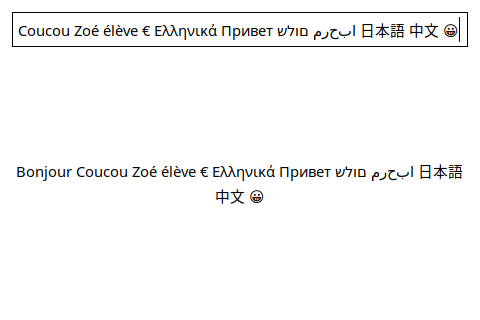 Coucou Zoé élève € Ελληνικά Привет שלום مرحبا 日本語 中文 😀
Bonjour Coucou Zoé élève € Ελληνικά Привет שלום مرحبا 日本語
中文 😀